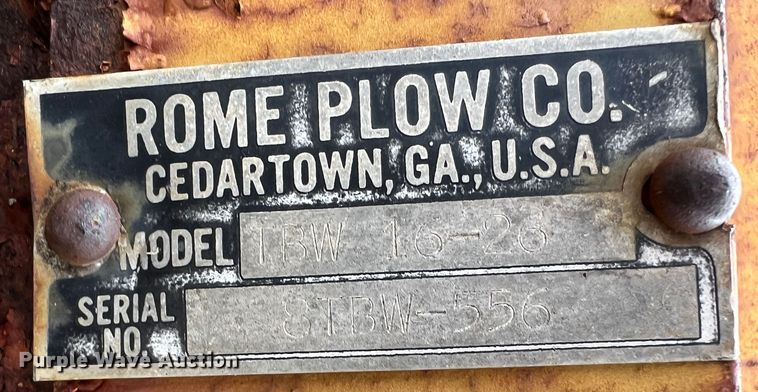 ROME PLOW CO.
CEDARTOWN, GA., U.S.A.
MODEL TBW 16-28
SERIAL NO. 8TBW-556
Purple Wave Auction